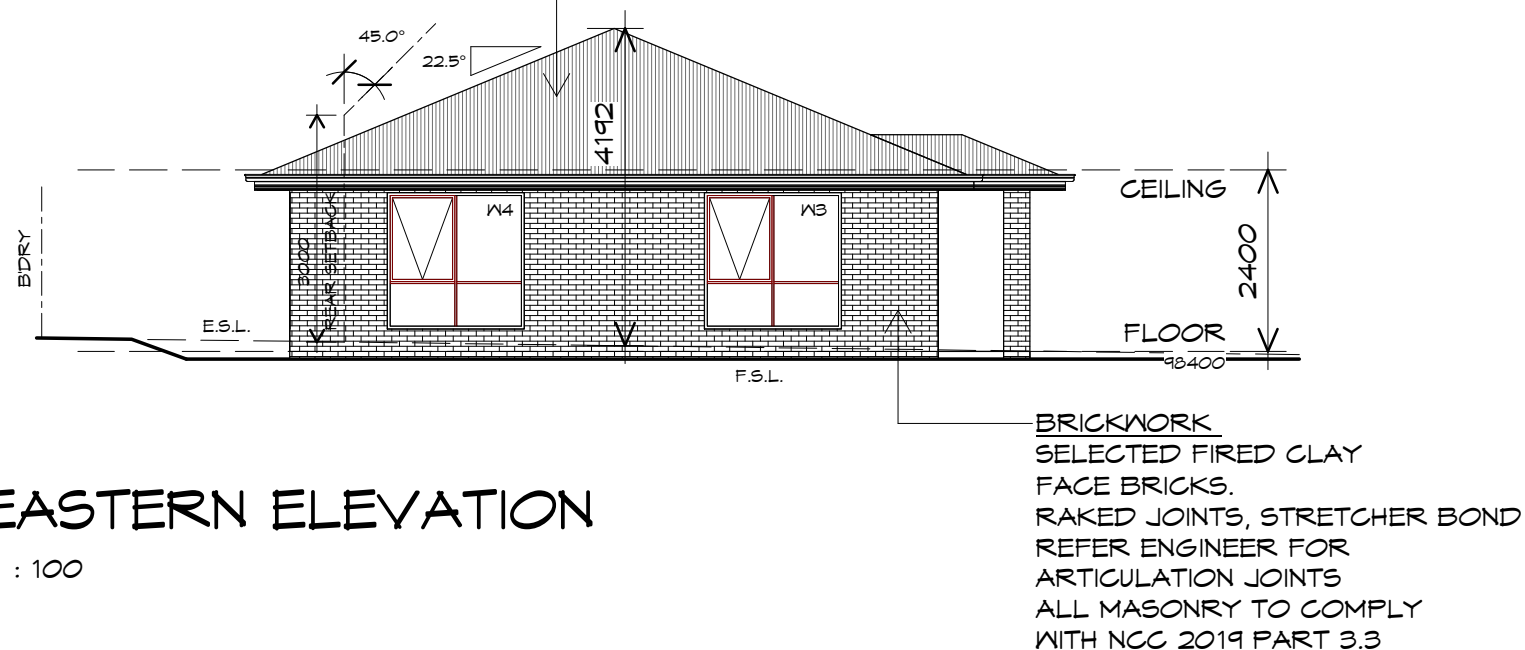 45.0°
22.5°
4192
CEILING
W4
W3
B'DRY
3000
REAR SETBACK
2400
E.S.L.
FLOOR
98400
F.S.L.
BRICKWORK
SELECTED FIRED CLAY
FACE BRICKS.
RAKED JOINTS, STRETCHER BOND
REFER ENGINEER FOR
ARTICULATION JOINTS
ALL MASONRY TO COMPLY
WITH NCC 2019 PART 3.3
EASTERN ELEVATION
: 100